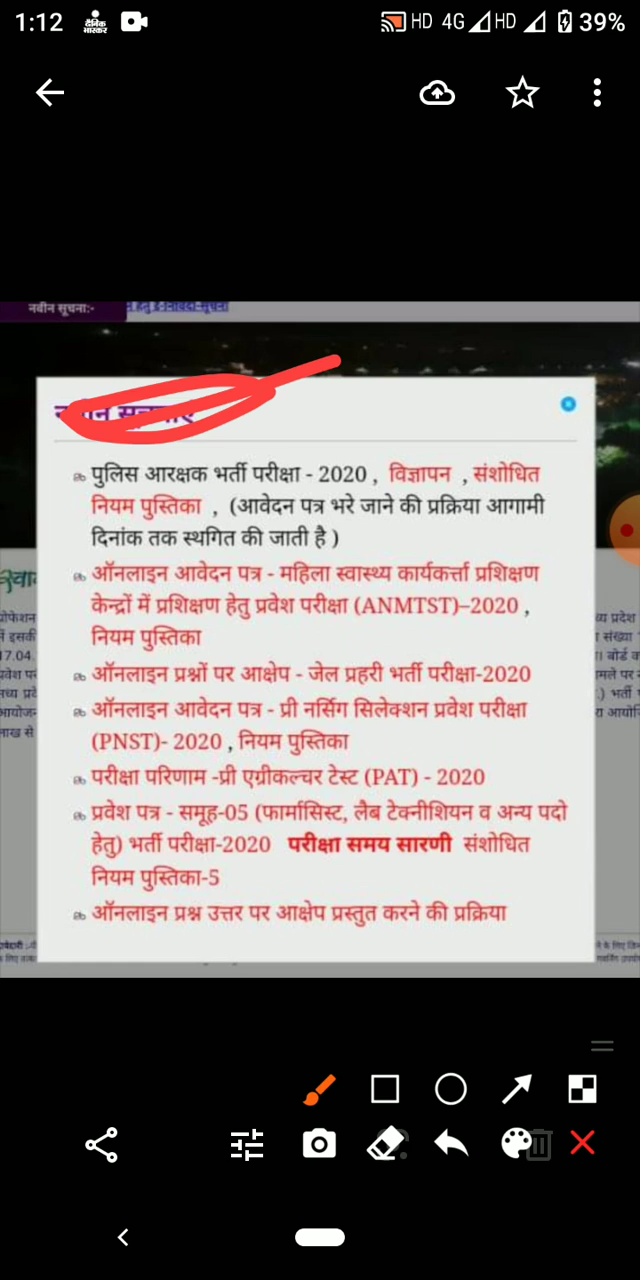 1:12
दैनिक
भास्कर
HD 4G HD 39%
नवीन सूचना:-
नवीन सूचनाएं
पुलिस आरक्षक भर्ती परीक्षा - 2020 , विज्ञापन , संशोधित
नियम पुस्तिका , (आवेदन पत्र भरे जाने की प्रक्रिया आगामी
दिनांक तक स्थगित की जाती है )
ऑनलाइन आवेदन पत्र - महिला स्वास्थ्य कार्यकर्त्ता प्रशिक्षण
केन्द्रों में प्रशिक्षण हेतु प्रवेश परीक्षा (ANMTST)–2020 ,
नियम पुस्तिका
ऑनलाइन प्रश्नों पर आक्षेप - जेल प्रहरी भर्ती परीक्षा-2020
ऑनलाइन आवेदन पत्र - प्री नर्सिंग सिलेक्शन प्रवेश परीक्षा
(PNST)- 2020 , नियम पुस्तिका
परीक्षा परिणाम -प्री एग्रीकल्चर टेस्ट (PAT) - 2020
प्रवेश पत्र - समूह-05 (फार्मासिस्ट, लैब टेक्नीशियन व अन्य पदो
हेतु) भर्ती परीक्षा-2020 परीक्षा समय सारणी संशोधित
नियम पुस्तिका-5
ऑनलाइन प्रश्न उत्तर पर आक्षेप प्रस्तुत करने की प्रक्रिया